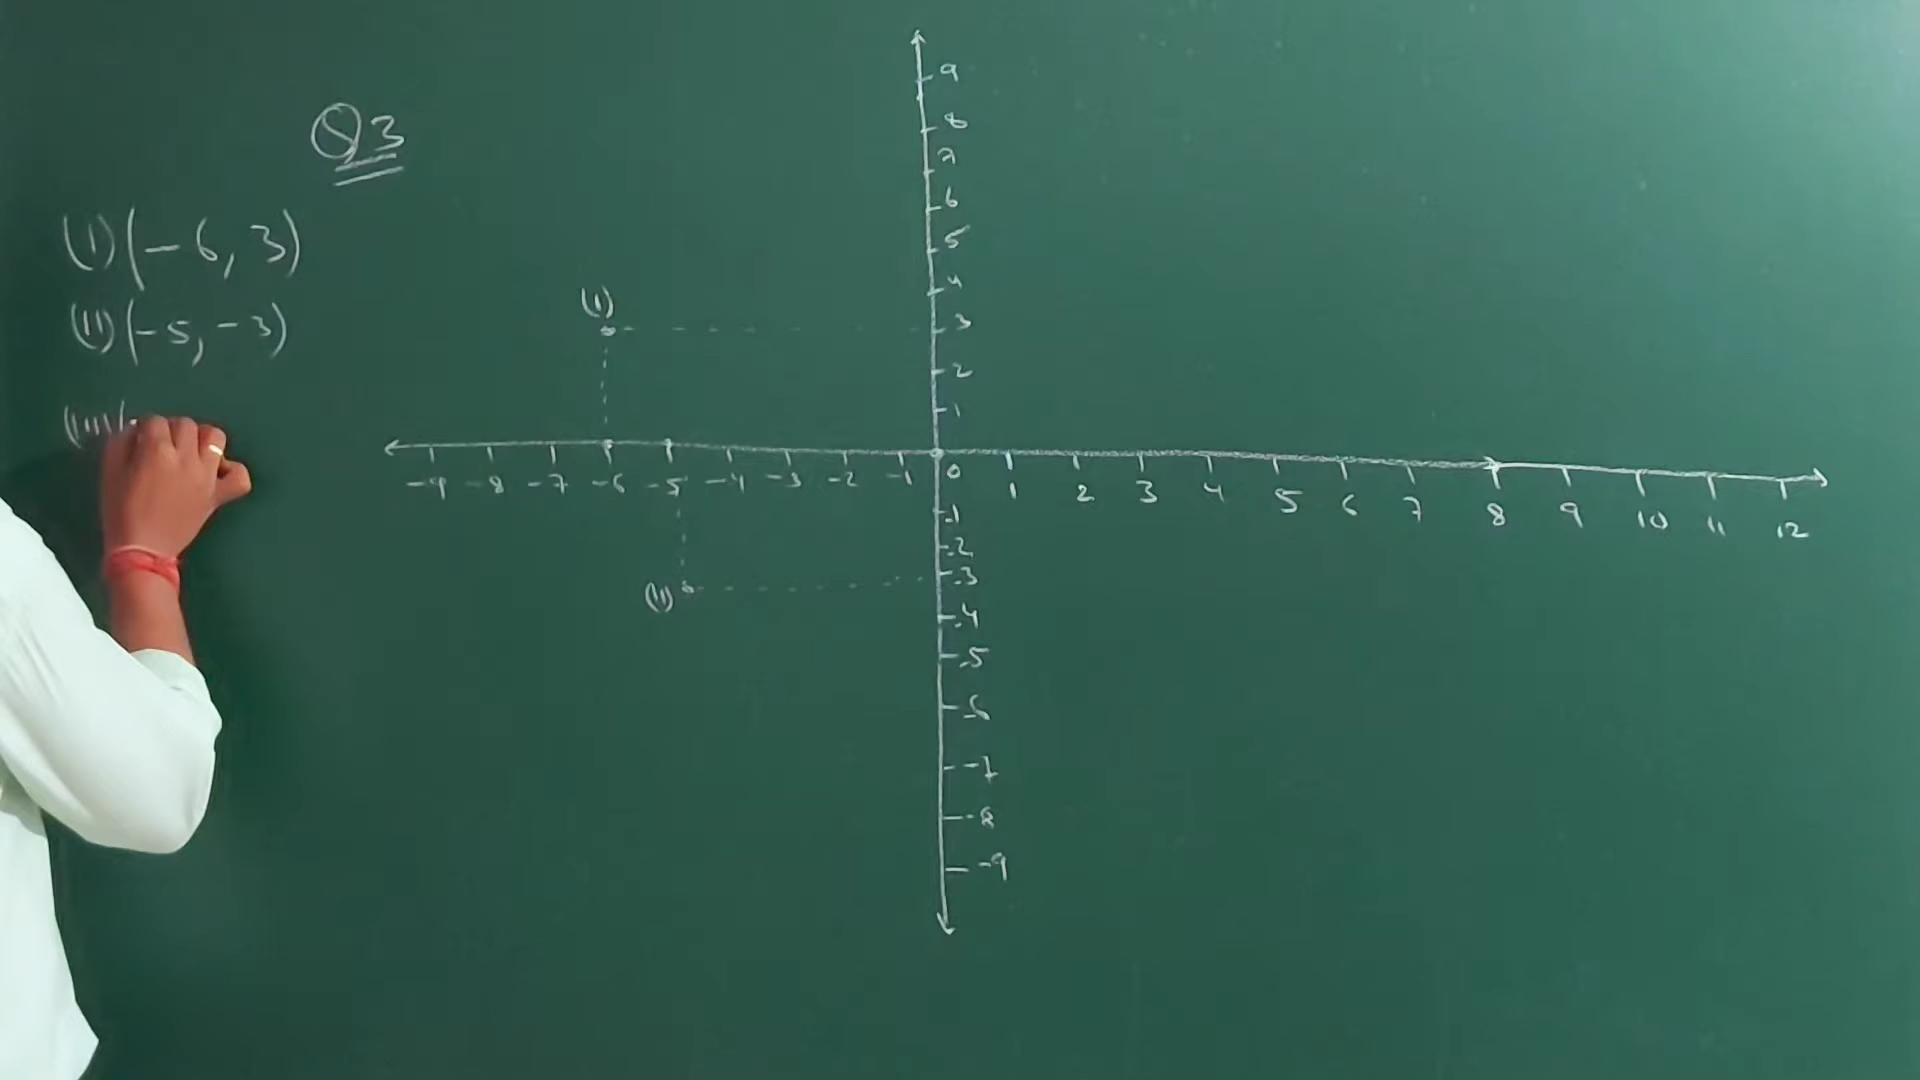 Q3
(I) (-6, 3)
(II) (-5, -3)
(III) (
9
8
7
6
5
4
3
2
1
(I)
-9 -8 -7 -6 -5 -4 -3 -2 -1 0 1 2 3 4 5 6 7 8 9 10 11 12
-1
-2
-3
(II)
-4
-5
-6
-7
-8
-9